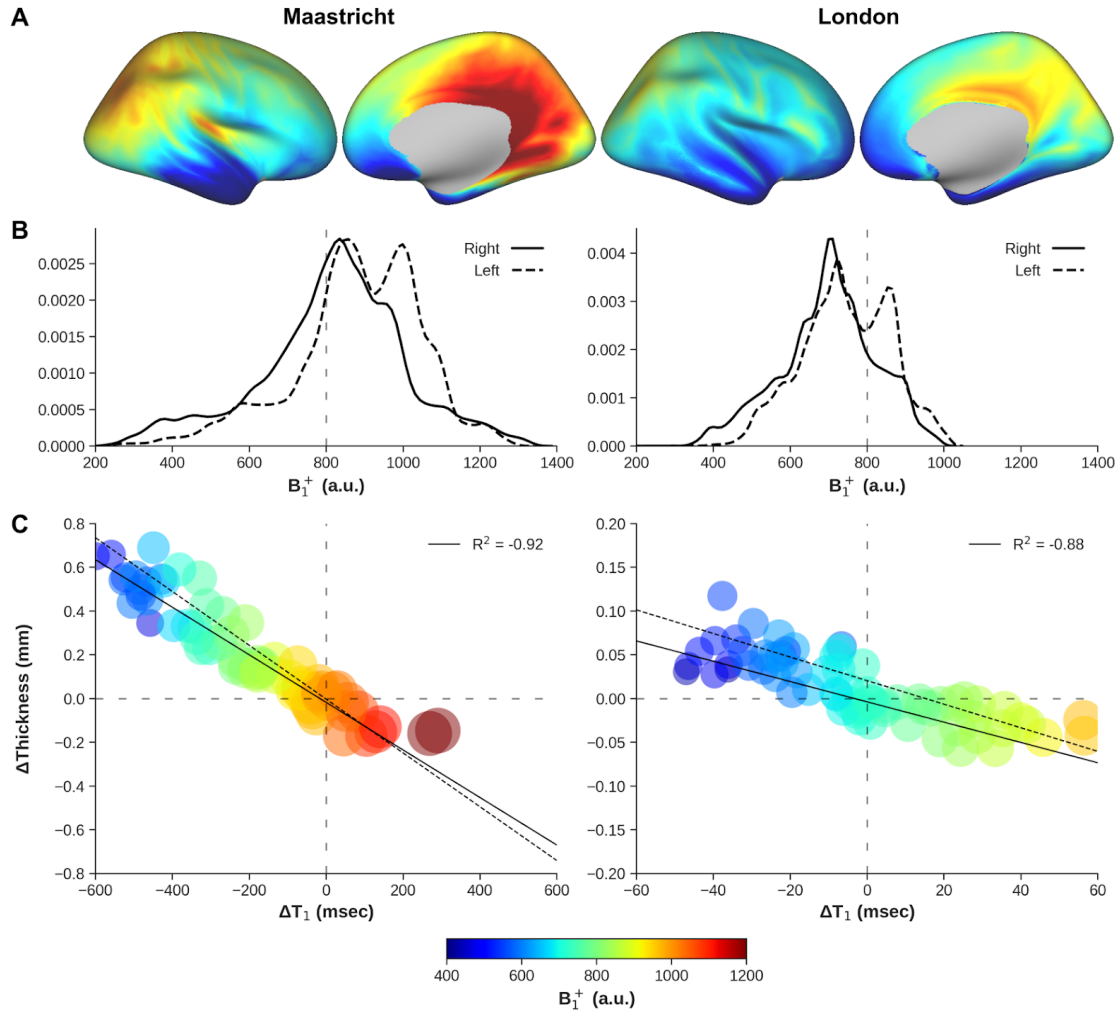 A
Maastricht
London
B
Right
Left
0.0025
0.0020
0.0015
0.0010
0.0005
0.0000
200 400 600 800 1000 1200 1400
B₁⁺ (a.u.)
Right
Left
0.004
0.003
0.002
0.001
0.000
200 400 600 800 1000 1200 1400
B₁⁺ (a.u.)
C
ΔThickness (mm)
0.8
0.6
0.4
0.2
0.0
−0.2
−0.4
−0.6
−0.8
R² = -0.92
−600 −400 −200 0 200 400 600
ΔT₁ (msec)
0.20
0.15
0.10
0.05
0.00
−0.05
−0.10
−0.15
−0.20
R² = -0.88
−60 −40 −20 0 20 40 60
ΔT₁ (msec)
400 600 800 1000 1200
B₁⁺ (a.u.)